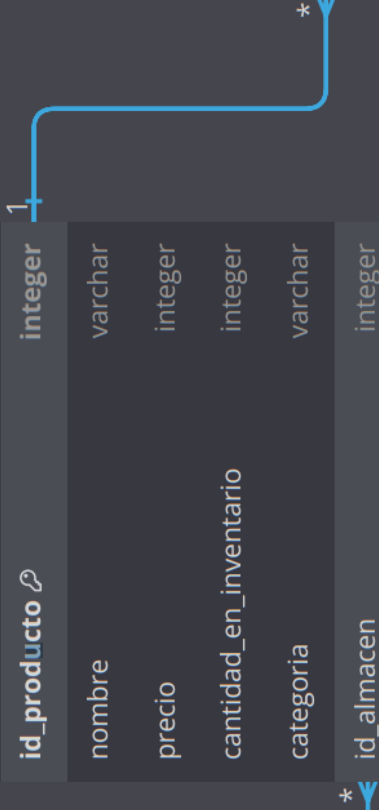 id_producto integer 1
nombre varchar
precio integer
cantidad_en_inventario integer
categoria varchar *
* id_almacen integer